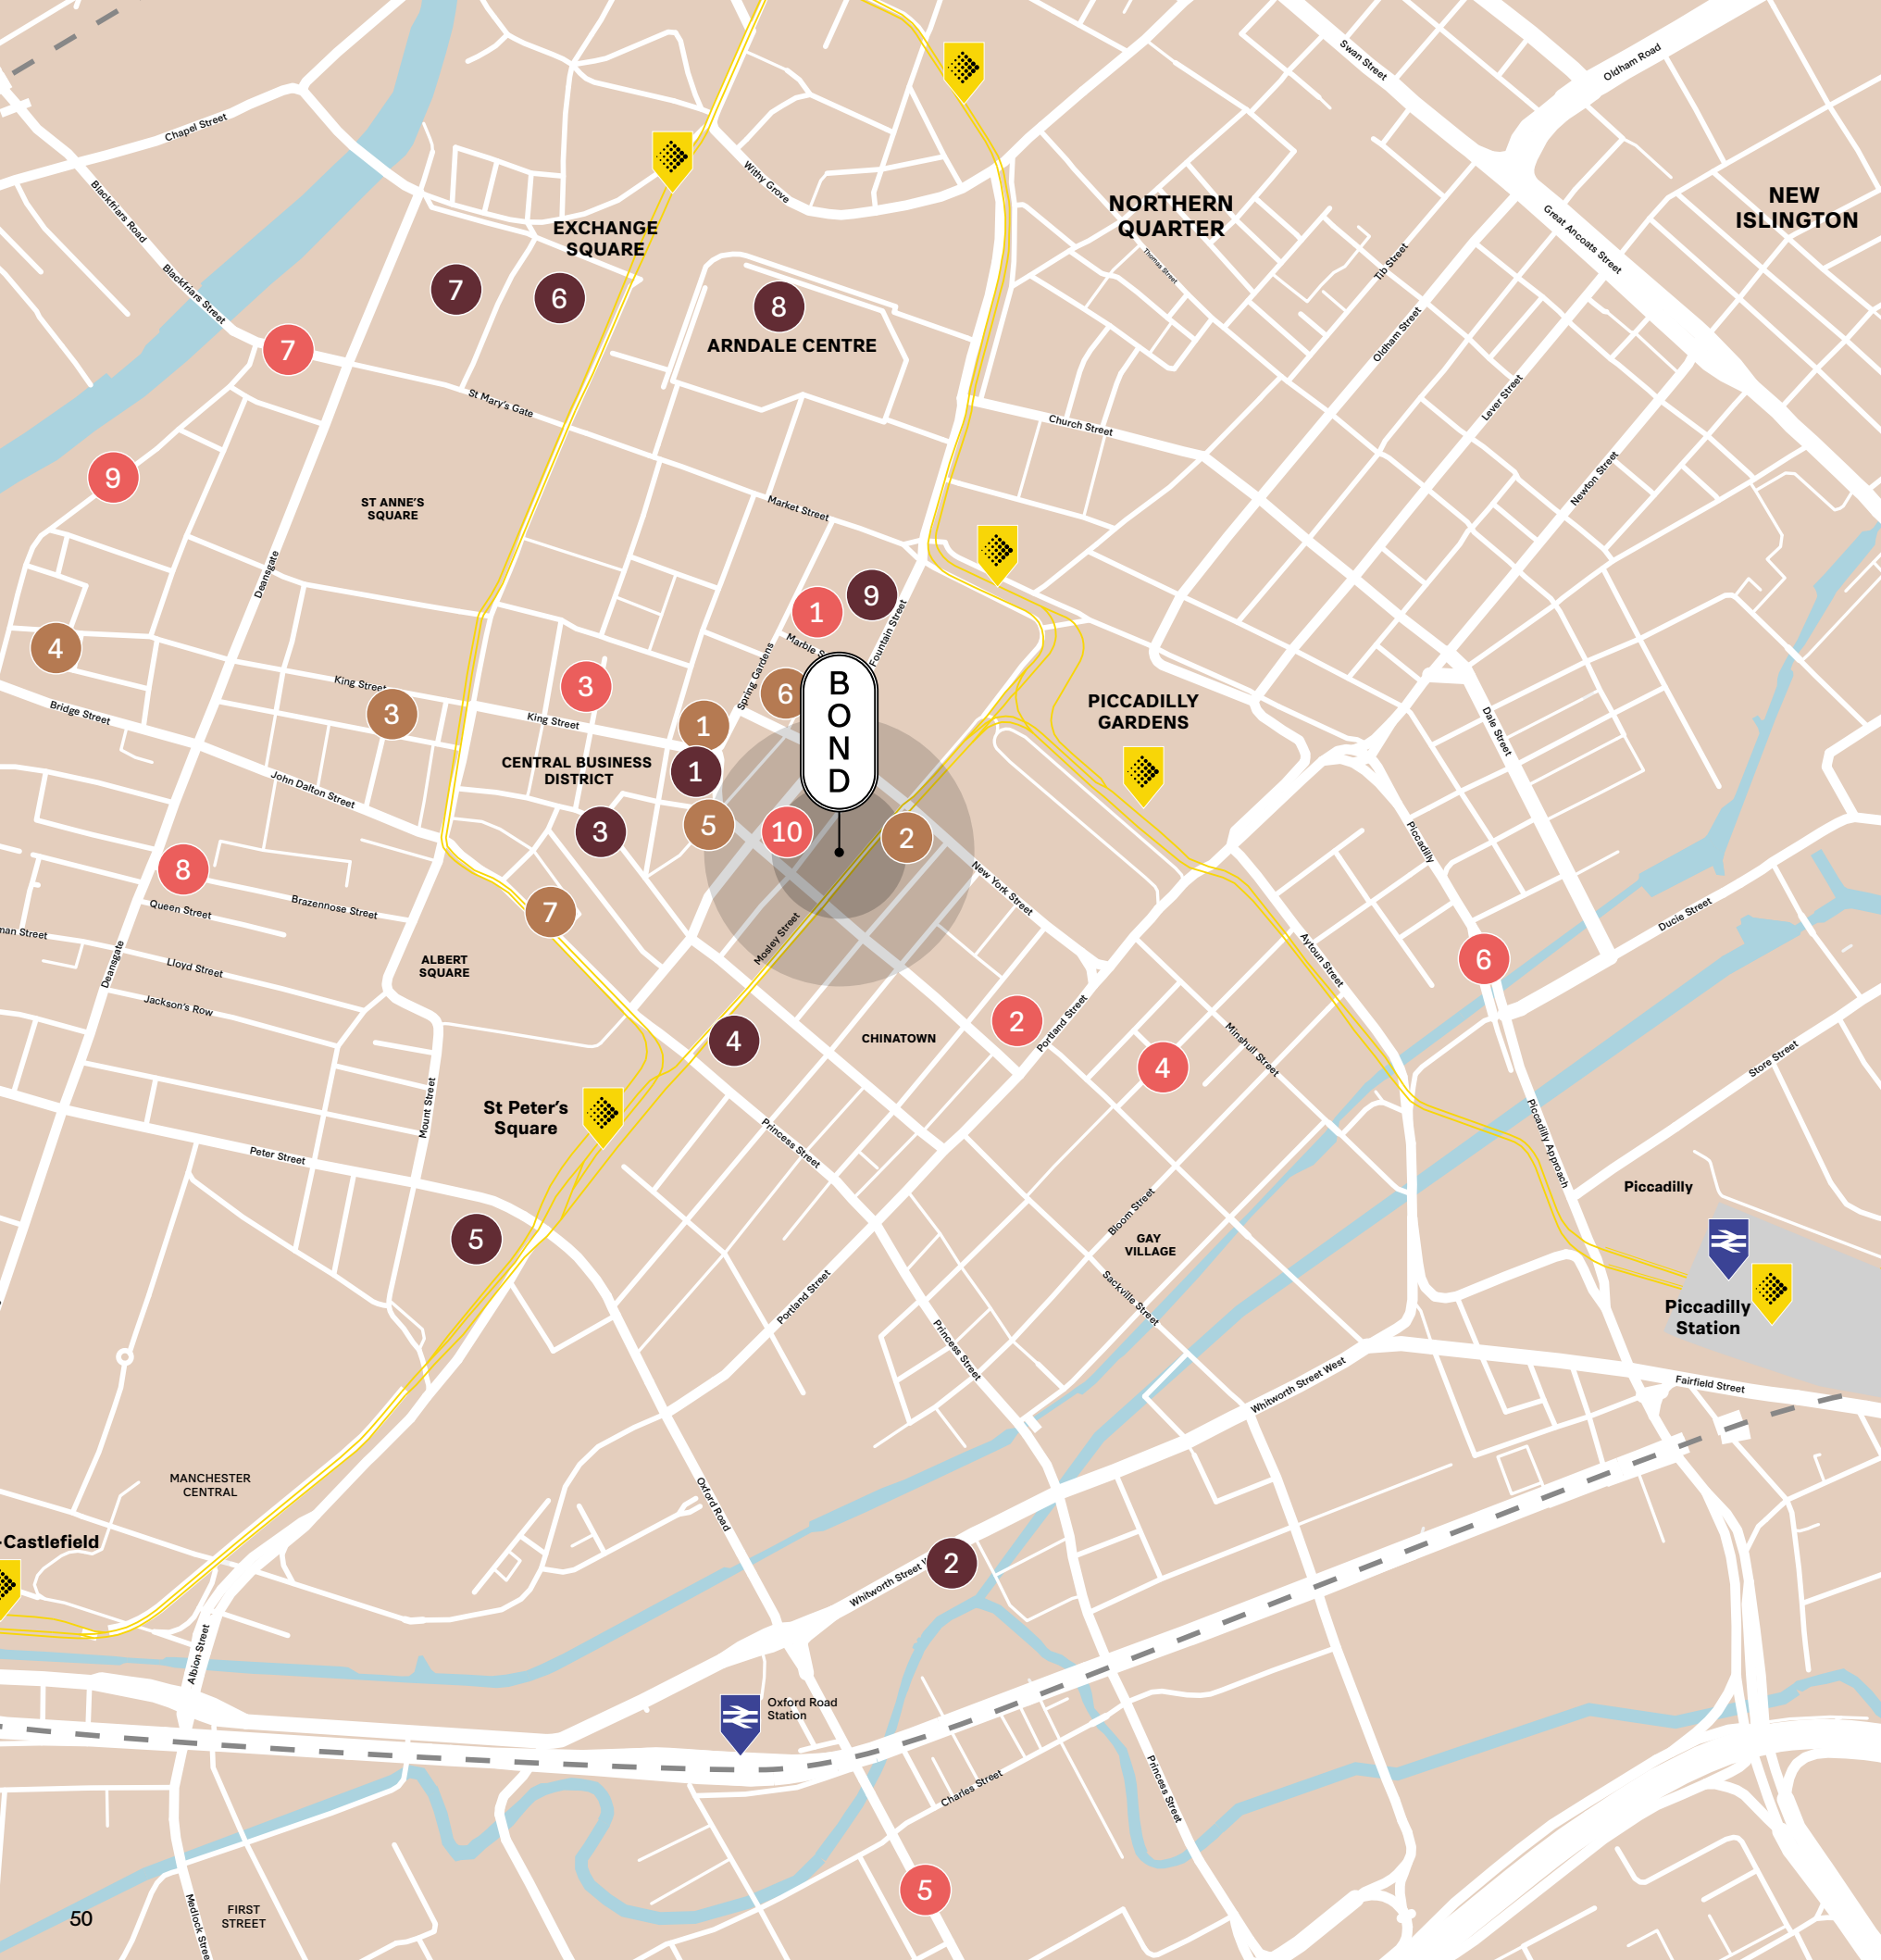 Swan Street
Oldham Road
Chapel Street
Withy Grove
Blackfriars Road
NORTHERN
QUARTER
NEW
ISLINGTON
Great Ancoats Street
EXCHANGE
SQUARE
Thomas Street
Tib Street
Blackfriars Street
7
6
8
ARNDALE CENTRE
7
Oldham Street
St Mary's Gate
Lever Street
Church Street
9
ST ANNE'S
SQUARE
Market Street
Newton Street
Deansgate
1
9
Fountain Street
Marble S
4
Spring Gardens
King Street
3
3
6
B
O
N
D
Bridge Street
King Street
1
PICCADILLY
GARDENS
Dale Street
CENTRAL BUSINESS
DISTRICT
1
John Dalton Street
3
5
10
2
Piccadilly
8
New York Street
Queen Street
Brazennose Street
7
Ducie Street
man Street
Mosley Street
Aytoun Street
6
Deansgate
Lloyd Street
ALBERT
SQUARE
Jackson's Row
2
Portland Street
4
CHINATOWN
Minshull Street
4
Store Street
Mount Street
St Peter's
Square
Princess Street
Piccadilly Approach
Peter Street
Piccadilly
5
Bloom Street
GAY
VILLAGE
Portland Street
Sackville Street
Piccadilly
Station
Princess Street
Whitworth Street West
Fairfield Street
MANCHESTER
CENTRAL
Oxford Road
-Castlefield
2
Whitworth Street
Albion Street
Oxford Road
Station
Charles Street
Princess Street
5
Medlock Stree
FIRST
STREET
50